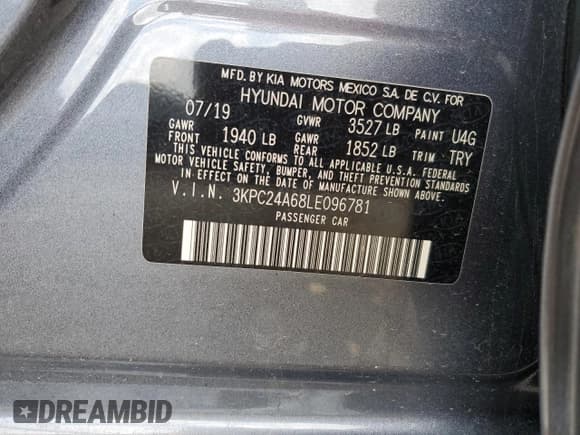 MFD. BY KIA MOTORS MEXICO S.A. DE C.V. FOR
HYUNDAI MOTOR COMPANY
07/19 GVWR 3527 LB PAINT U4G
GAWR FRONT 1940 LB GAWR REAR 1852 LB TRIM TRY
THIS VEHICLE CONFORMS TO ALL APPLICABLE U.S.A. FEDERAL
MOTOR VEHICLE SAFETY, BUMPER, AND THEFT PREVENTION STANDARDS
IN EFFECT ON THE DATE OF MANUFACTURE SHOWN ABOVE.
V.I.N. 3KPC24A68LE096781
PASSENGER CAR
DREAMBID